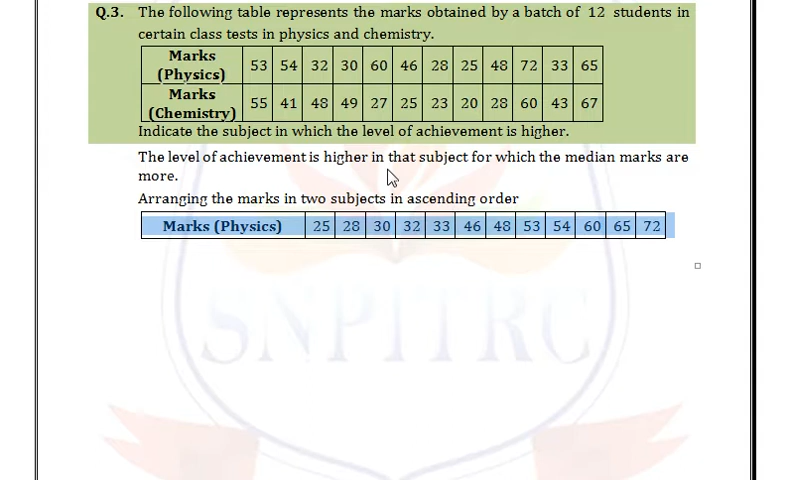 Q.3. The following table represents the marks obtained by a batch of 12 students in
certain class tests in physics and chemistry.
Marks (Physics) 53 54 32 30 60 46 28 25 48 72 33 65
Marks (Chemistry) 55 41 48 49 27 25 23 20 28 60 43 67
Indicate the subject in which the level of achievement is higher.
The level of achievement is higher in that subject for which the median marks are
more.
Arranging the marks in two subjects in ascending order
Marks (Physics) 25 28 30 32 33 46 48 53 54 60 65 72
SNPITRC